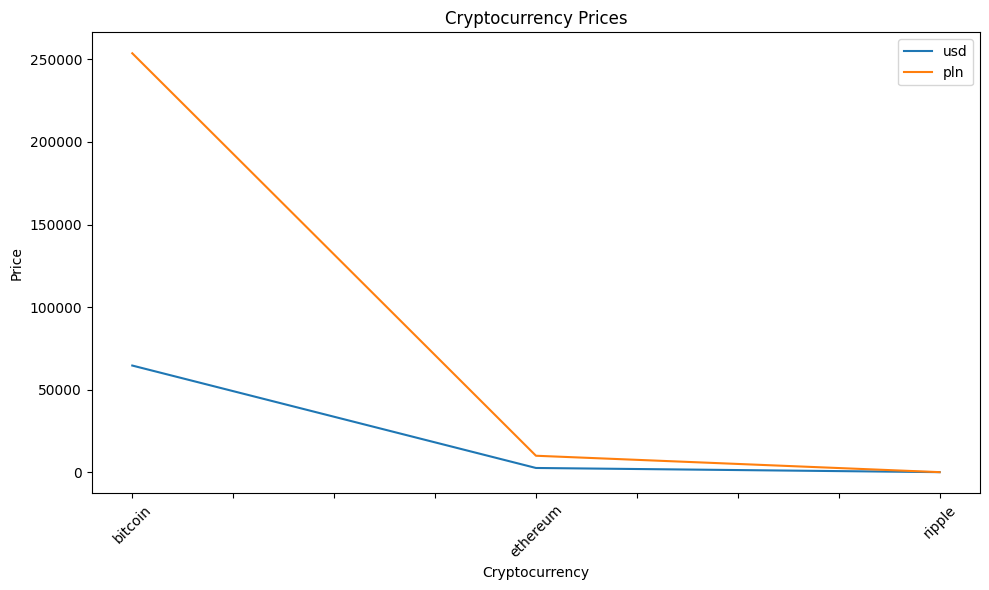 Cryptocurrency Prices
usd
pln
Price
250000
200000
150000
100000
50000
0
bitcoin
ethereum
ripple
Cryptocurrency